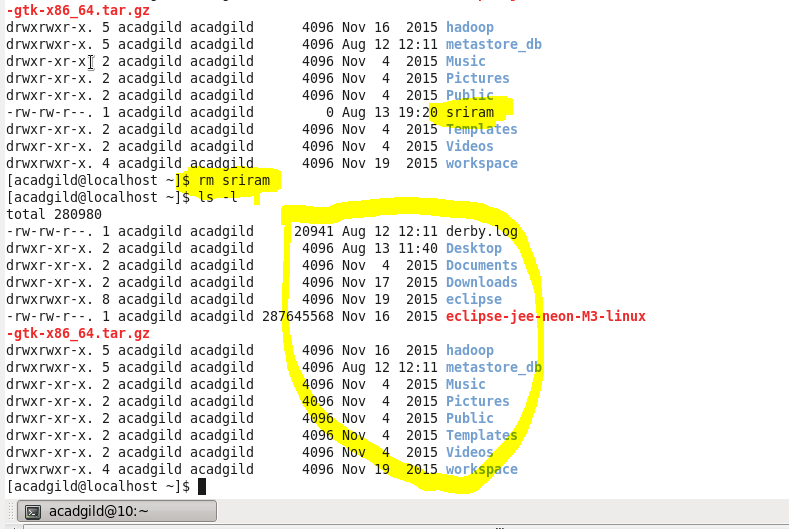 -gtk-x86_64.tar.gz
drwxrwxr-x. 5 acadgild acadgild      4096 Nov 16  2015 hadoop
drwxrwxr-x. 5 acadgild acadgild      4096 Aug 12 12:11 metastore_db
drwxr-xr-x. 2 acadgild acadgild      4096 Nov  4  2015 Music
drwxr-xr-x. 2 acadgild acadgild      4096 Nov  4  2015 Pictures
drwxr-xr-x. 2 acadgild acadgild      4096 Nov  4  2015 Public
-rw-rw-r--. 1 acadgild acadgild         0 Aug 13 19:20 sriram
drwxr-xr-x. 2 acadgild acadgild      4096 Nov  4  2015 Templates
drwxr-xr-x. 2 acadgild acadgild      4096 Nov  4  2015 Videos
drwxrwxr-x. 4 acadgild acadgild      4096 Nov 19  2015 workspace
[acadgild@localhost ~]$ rm sriram
[acadgild@localhost ~]$ ls -l
total 280980
-rw-rw-r--. 1 acadgild acadgild     20941 Aug 12 12:11 derby.log
drwxr-xr-x. 2 acadgild acadgild      4096 Aug 13 11:40 Desktop
drwxr-xr-x. 2 acadgild acadgild      4096 Nov  4  2015 Documents
drwxr-xr-x. 2 acadgild acadgild      4096 Nov 17  2015 Downloads
drwxrwxr-x. 8 acadgild acadgild      4096 Nov 19  2015 eclipse
-rw-rw-r--. 1 acadgild acadgild 287645568 Nov 16  2015 eclipse-jee-neon-M3-linux
-gtk-x86_64.tar.gz
drwxrwxr-x. 5 acadgild acadgild      4096 Nov 16  2015 hadoop
drwxrwxr-x. 5 acadgild acadgild      4096 Aug 12 12:11 metastore_db
drwxr-xr-x. 2 acadgild acadgild      4096 Nov  4  2015 Music
drwxr-xr-x. 2 acadgild acadgild      4096 Nov  4  2015 Pictures
drwxr-xr-x. 2 acadgild acadgild      4096 Nov  4  2015 Public
drwxr-xr-x. 2 acadgild acadgild      4096 Nov  4  2015 Templates
drwxr-xr-x. 2 acadgild acadgild      4096 Nov  4  2015 Videos
drwxrwxr-x. 4 acadgild acadgild      4096 Nov 19  2015 workspace
[acadgild@localhost ~]$
acadgild@10:~